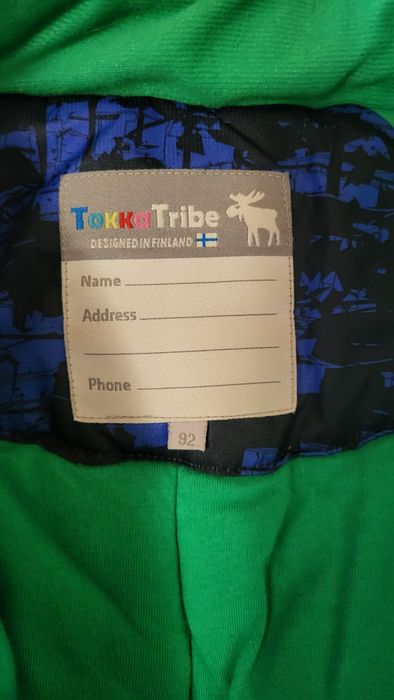 TokkaTribe
DESIGNED IN FINLAND
Name
Address
Phone
92